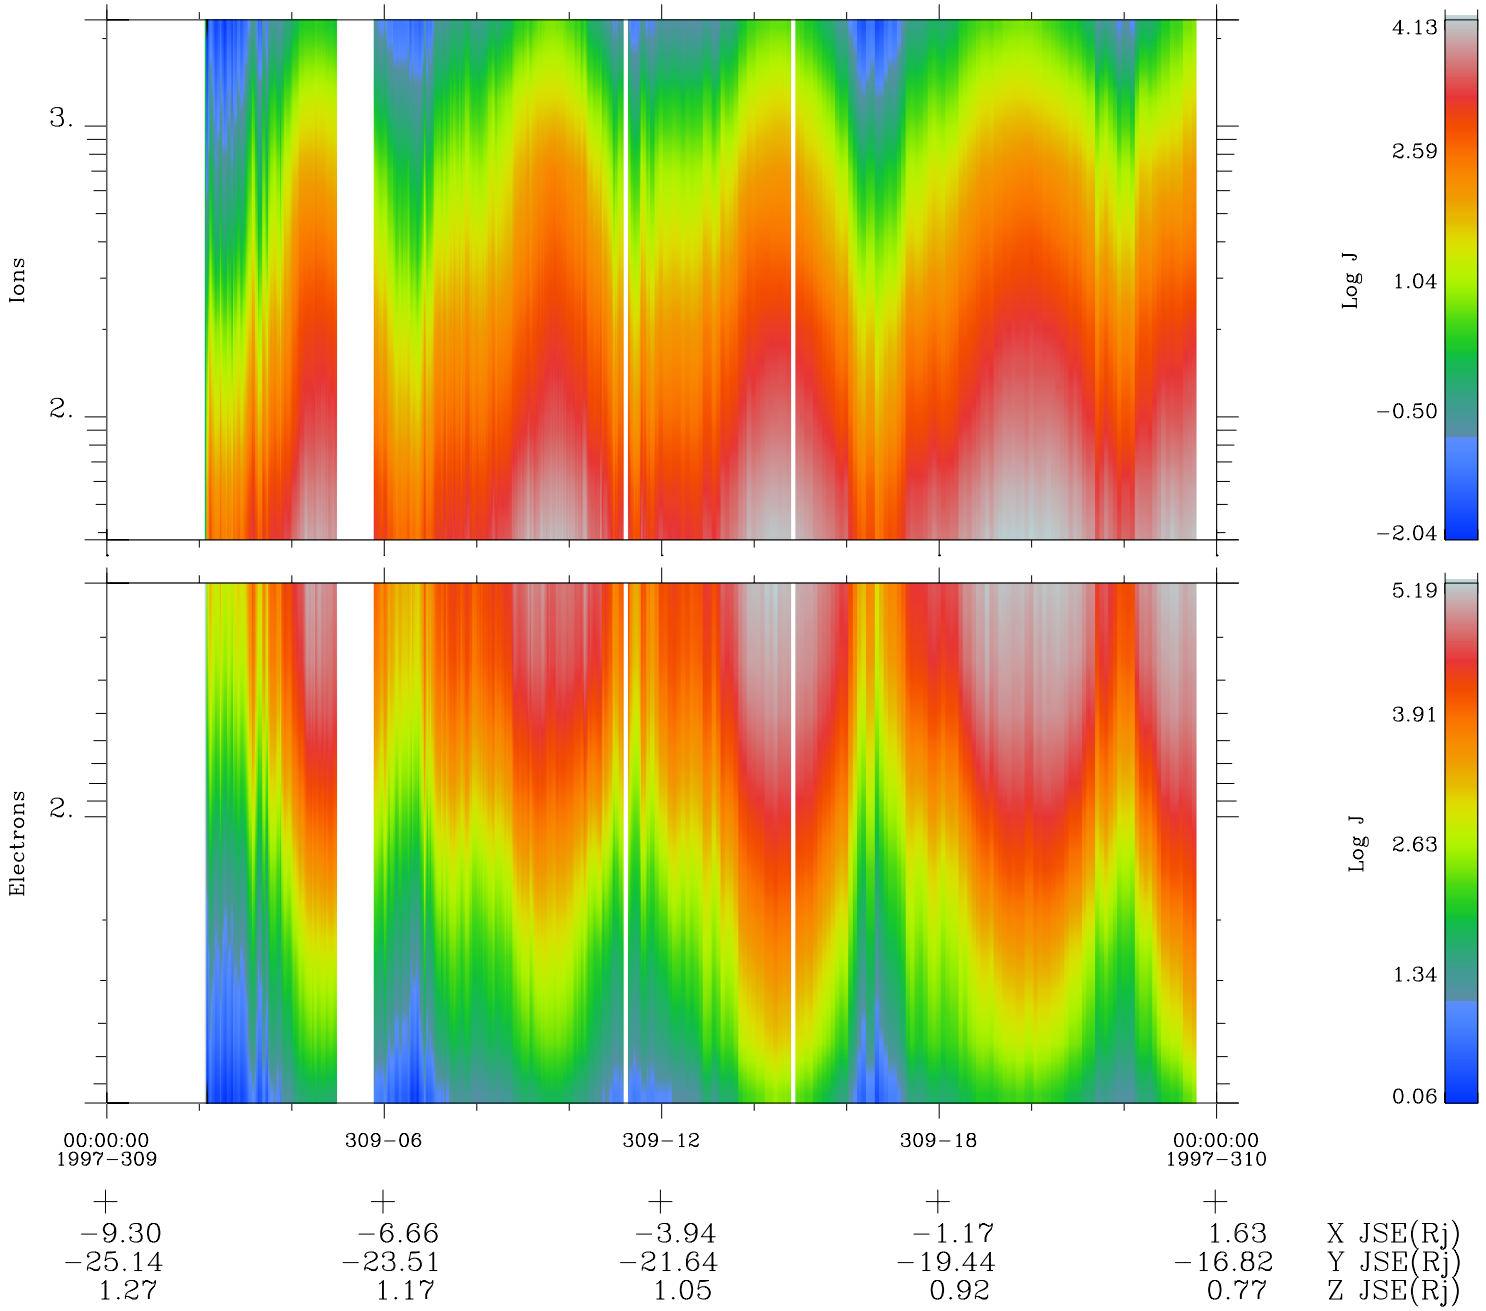 3.
2.
Ions
4.13
2.59
1.04
−0.50
−2.04
Log J
2.
Electrons
5.19
3.91
2.63
1.34
0.06
Log J
00:00:00 309−06 309−12 309−18 00:00:00
1997−309 1997−310
−9.30 −6.66 −3.94 −1.17 1.63 X JSE(Rj)
−25.14 −23.51 −21.64 −19.44 −16.82 Y JSE(Rj)
1.27 1.17 1.05 0.92 0.77 Z JSE(Rj)